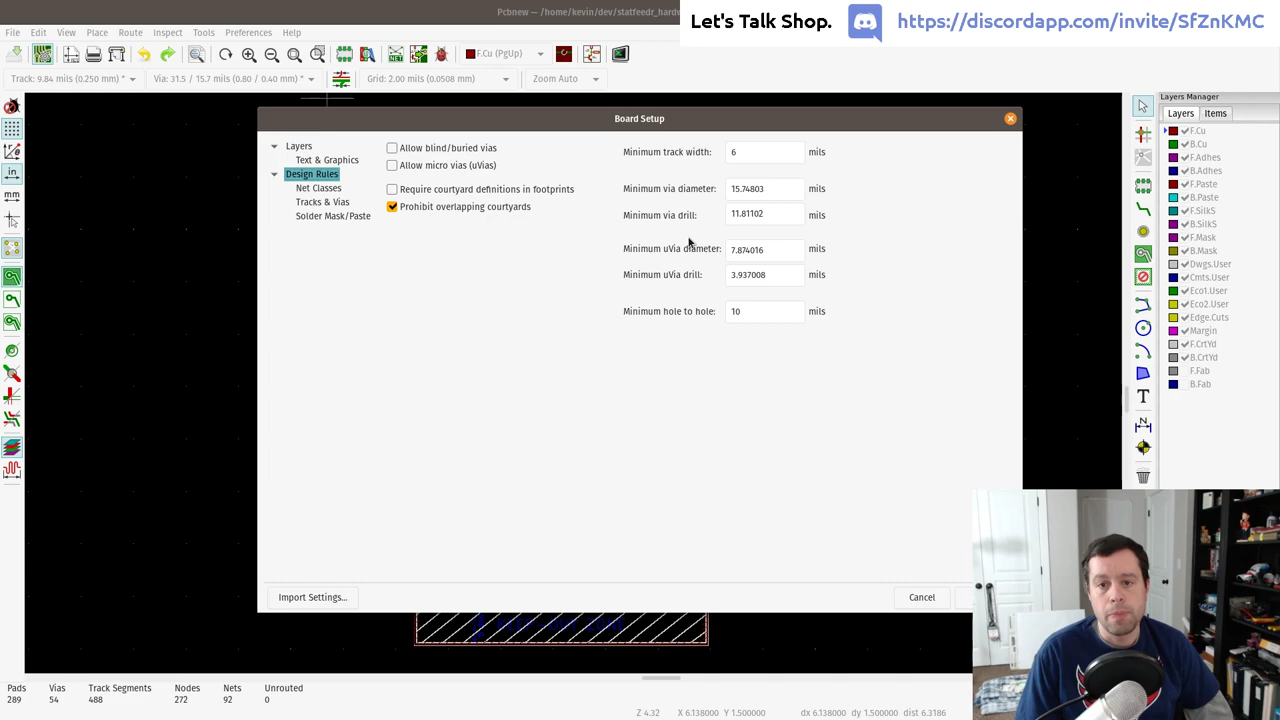 Pcbnew — /home/kevin/dev/statfeedr_hardw
Let's Talk Shop.
https://discordapp.com/invite/SfZnKMC
File Edit View Place Route Inspect Tools Preferences Help
F.Cu (PgUp)
Track: 9.84 mils (0.250 mm) *
Via: 31.5 / 15.7 mils (0.80 / 0.40 mm) *
Grid: 2.00 mils (0.0508 mm)
Zoom Auto
in
mm
Board Setup
Layers
Text & Graphics
Design Rules
Net Classes
Tracks & Vias
Solder Mask/Paste
Allow blind/buried vias
Allow micro vias (uVias)
Require courtyard definitions in footprints
Prohibit overlapping courtyards
Minimum track width: 6 mils
Minimum via diameter: 15.74803 mils
Minimum via drill: 11.81102 mils
Minimum uVia diameter: 7.874016 mils
Minimum uVia drill: 3.937008 mils
Minimum hole to hole: 10 mils
Import Settings...
Cancel
Layers Manager
Layers Items
F.Cu
B.Cu
F.Adhes
B.Adhes
F.Paste
B.Paste
F.SilkS
B.SilkS
F.Mask
B.Mask
Dwgs.User
Cmts.User
Eco1.User
Eco2.User
Edge.Cuts
Margin
F.CrtYd
B.CrtYd
F.Fab
B.Fab
Pads Vias Track Segments Nodes Nets Unrouted
289 54 488 272 92 0
Z 4.32 X 6.138000 Y 1.500000 dx 6.138000 dy 1.500000 dist 6.3186